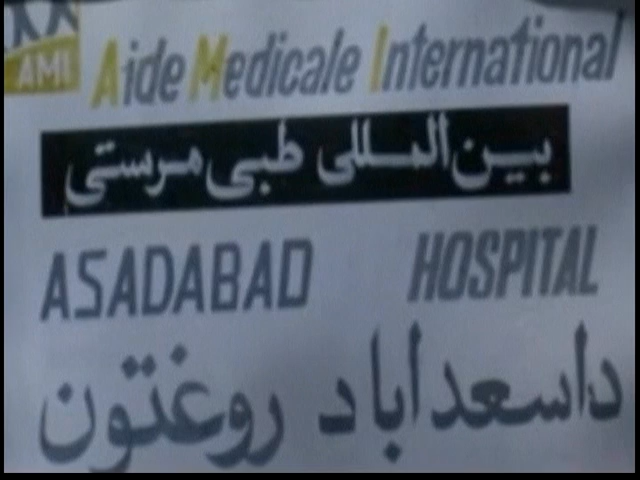 AMI
Aide Medicale International
بین‌المللی طبی مرستی
ASADABAD HOSPITAL
داسعداباد روغتون